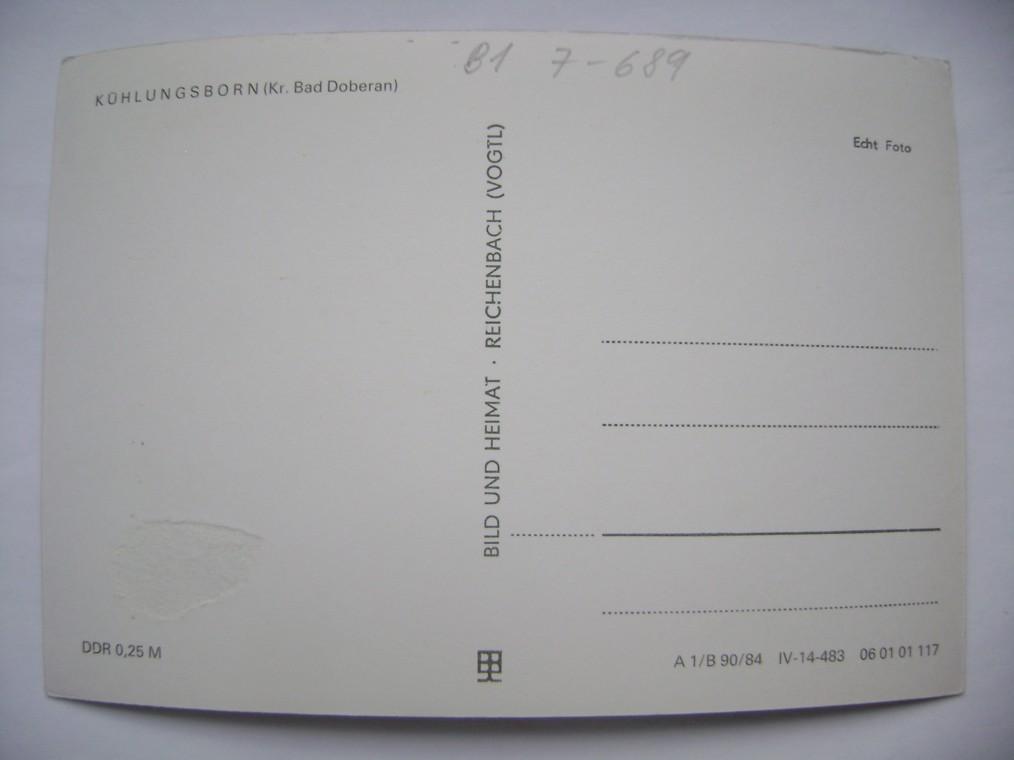 B1 7-689
KÜHLUNGSBORN (Kr. Bad Doberan)
Echt Foto
BILD UND HEIMAT · REICHENBACH (VOGTL)
DDR 0,25 M
A 1/B 90/84 IV-14-483 06 01 01 117